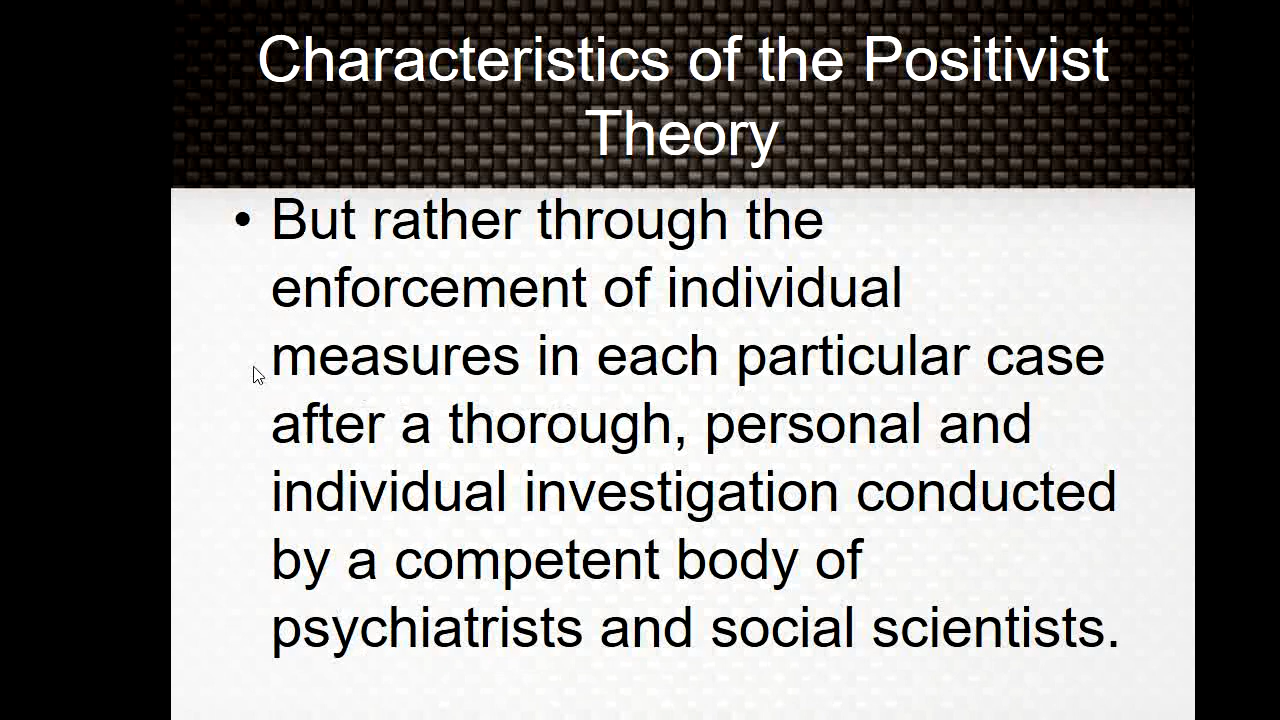 Characteristics of the Positivist
Theory
• But rather through the
enforcement of individual
measures in each particular case
after a thorough, personal and
individual investigation conducted
by a competent body of
psychiatrists and social scientists.